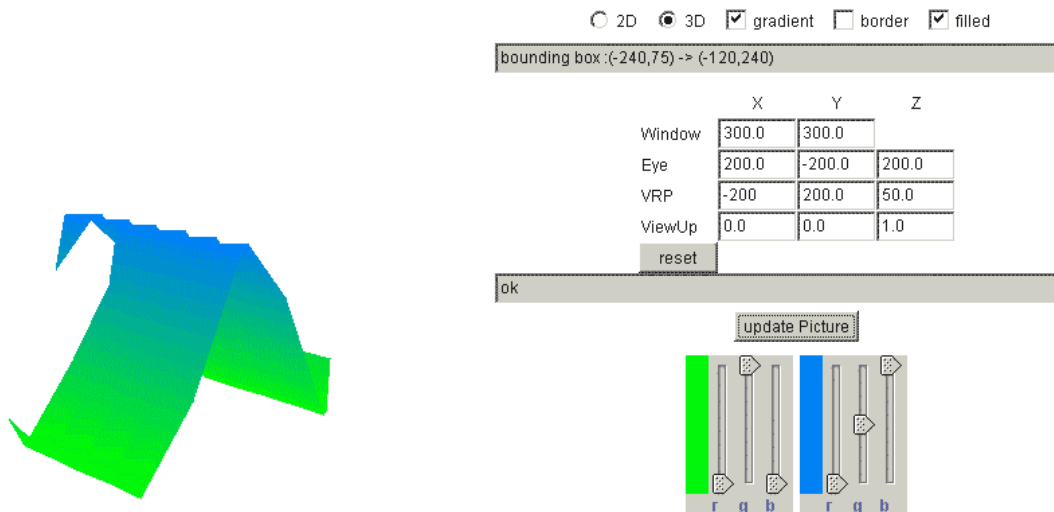 2D 3D gradient border filled
bounding box :(-240,75) -> (-120,240)
X Y Z
Window 300.0 300.0
Eye 200.0 -200.0 200.0
VRP -200 200.0 50.0
ViewUp 0.0 0.0 1.0
reset
ok
update Picture
r g b r g b